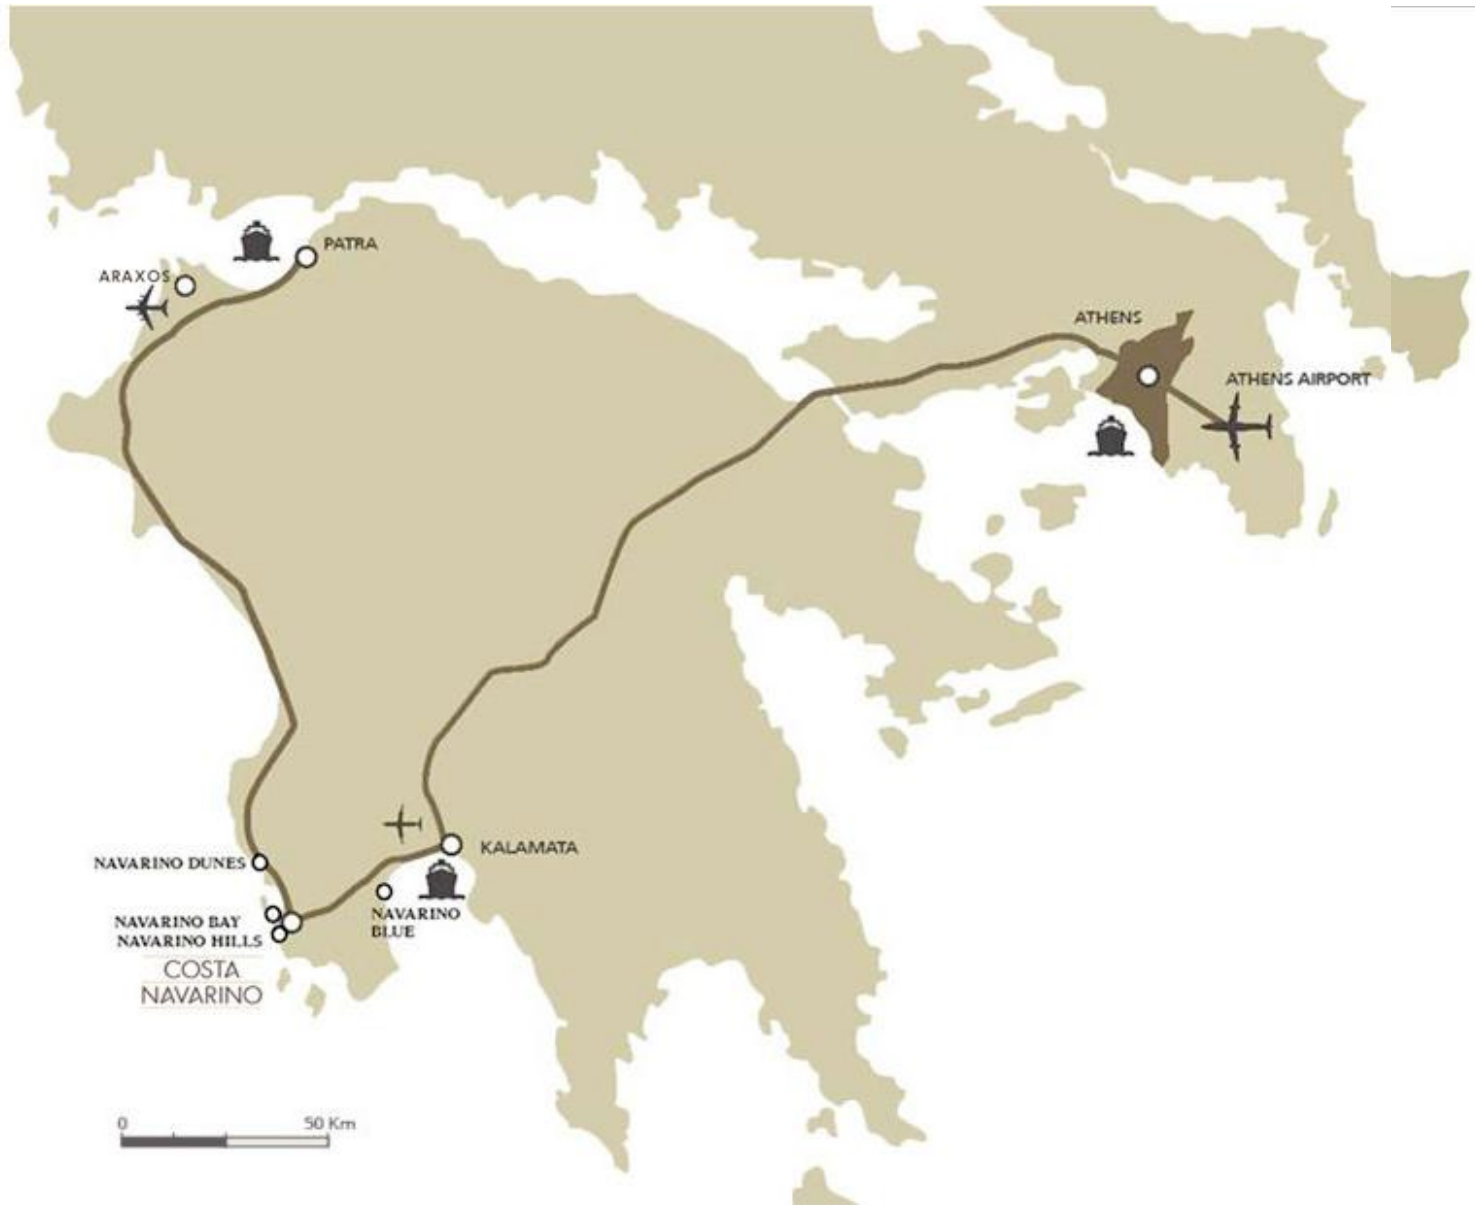 PATRA
ARAXOS
ATHENS
ATHENS AIRPORT
KALAMATA
NAVARINO DUNES
NAVARINO
BLUE
NAVARINO BAY
NAVARINO HILLS
COSTA
NAVARINO
0 50 Km